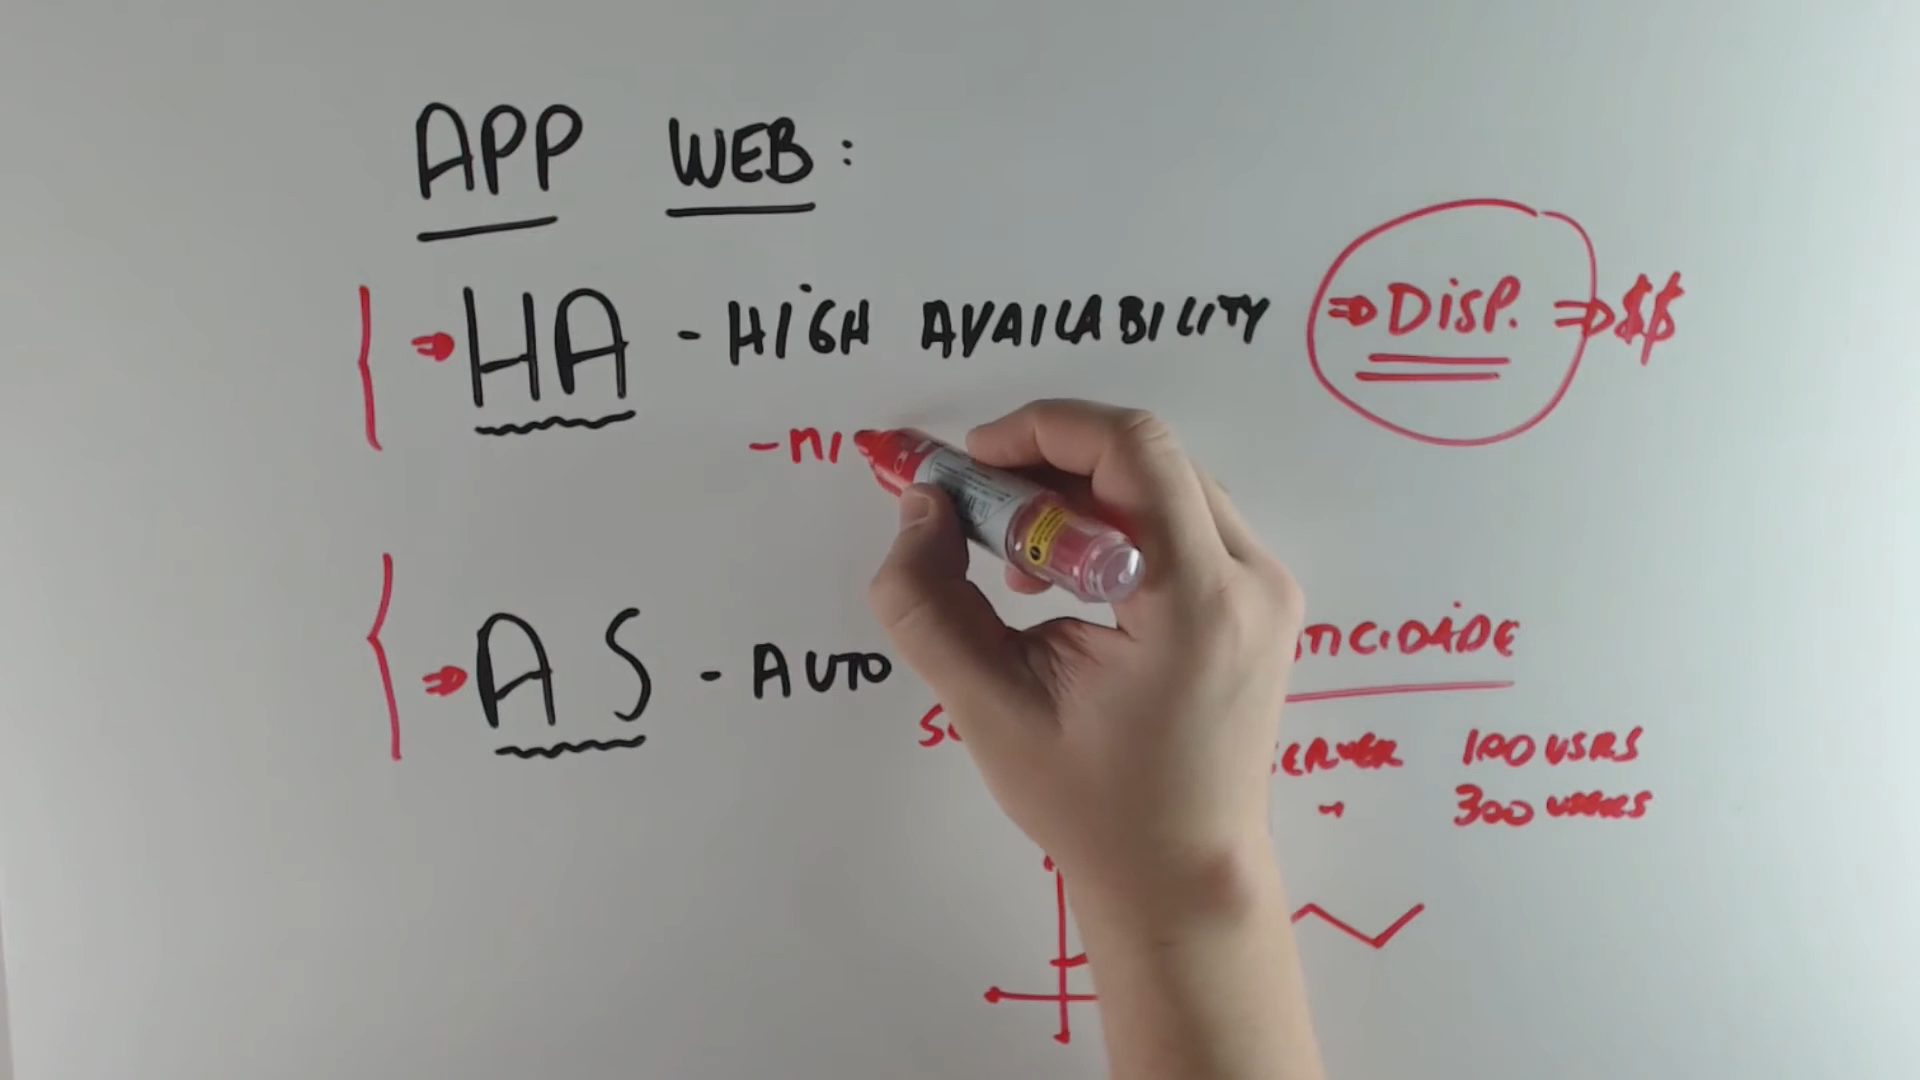 APP WEB:
HA - HIGH AVAILABILITY ⇒ DISP. ⇒ $$
AS - AUTO
100 USRS
300 USERS